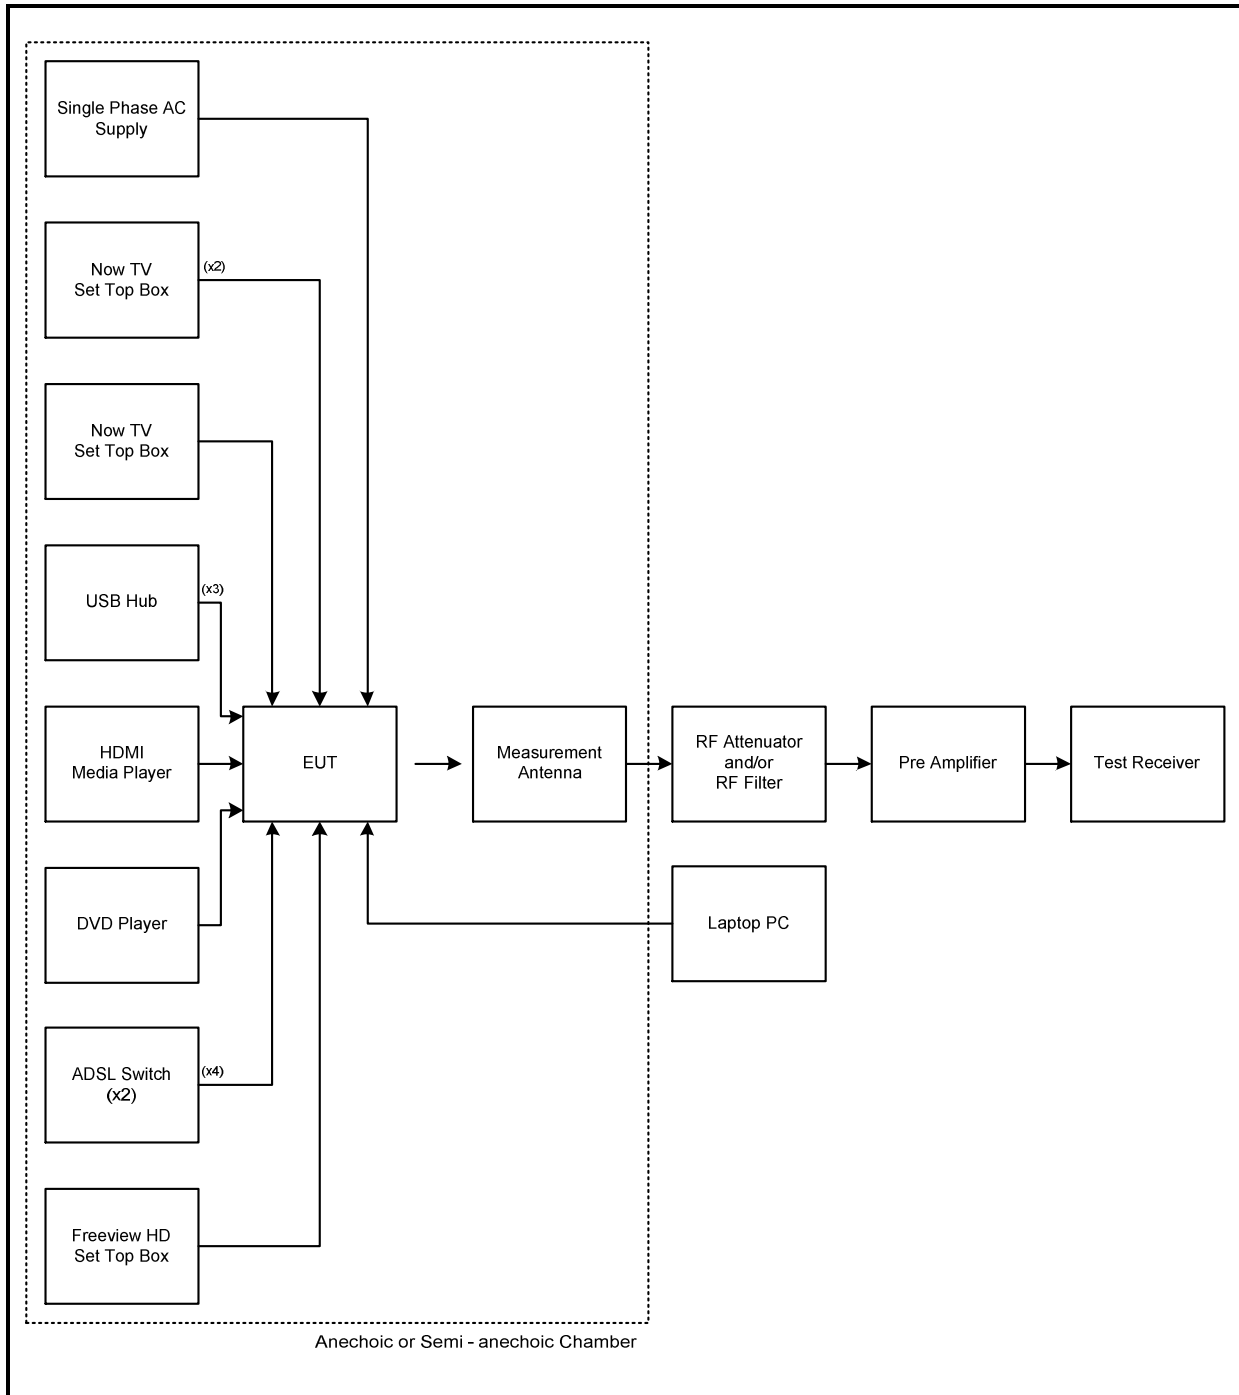 Single Phase AC
Supply
Now TV
Set Top Box
(x2)
Now TV
Set Top Box
USB Hub
(x3)
HDMI
Media Player
EUT
Measurement
Antenna
RF Attenuator
and/or
RF Filter
Pre Amplifier
Test Receiver
DVD Player
Laptop PC
ADSL Switch
(x2)
(x4)
Freeview HD
Set Top Box
Anechoic or Semi - anechoic Chamber